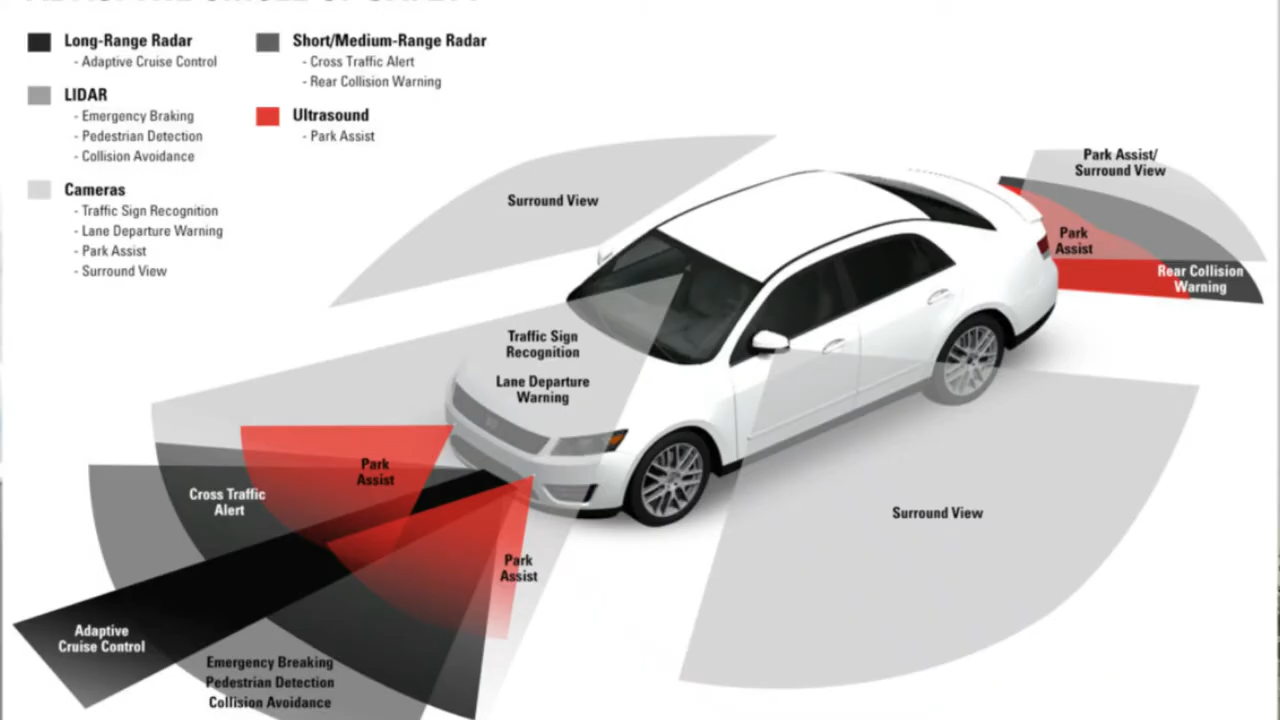 Long-Range Radar
- Adaptive Cruise Control
LIDAR
- Emergency Braking
- Pedestrian Detection
- Collision Avoidance
Cameras
- Traffic Sign Recognition
- Lane Departure Warning
- Park Assist
- Surround View
Short/Medium-Range Radar
- Cross Traffic Alert
- Rear Collision Warning
Ultrasound
- Park Assist
Surround View
Park Assist/
Surround View
Park
Assist
Rear Collision
Warning
Traffic Sign
Recognition
Lane Departure
Warning
Park
Assist
Cross Traffic
Alert
Surround View
Park
Assist
Adaptive
Cruise Control
Emergency Breaking
Pedestrian Detection
Collision Avoidance